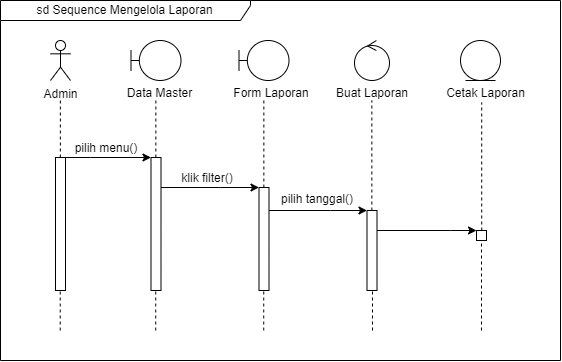 sd Sequence Mengelola Laporan
Admin
Data Master
Form Laporan
Buat Laporan
Cetak Laporan
pilih menu()
klik filter()
pilih tanggal()